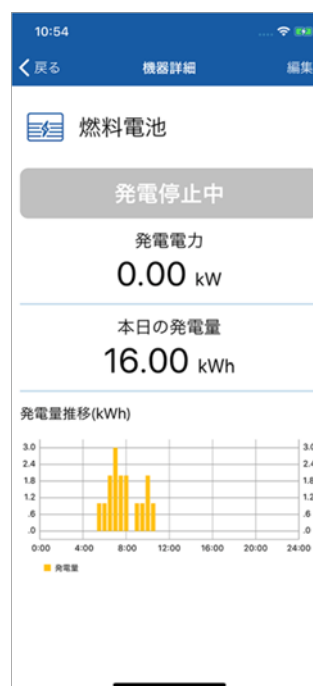 10:54
戻る 機器詳細 編集
燃料電池
発電停止中
発電電力
0.00 kW
本日の発電量
16.00 kWh
発電量推移(kWh)
3.0 3.0
2.4 2.4
1.8 1.8
1.2 1.2
.6 .6
.0 .0
0:00 4:00 8:00 12:00 16:00 20:00 24:00
発電量